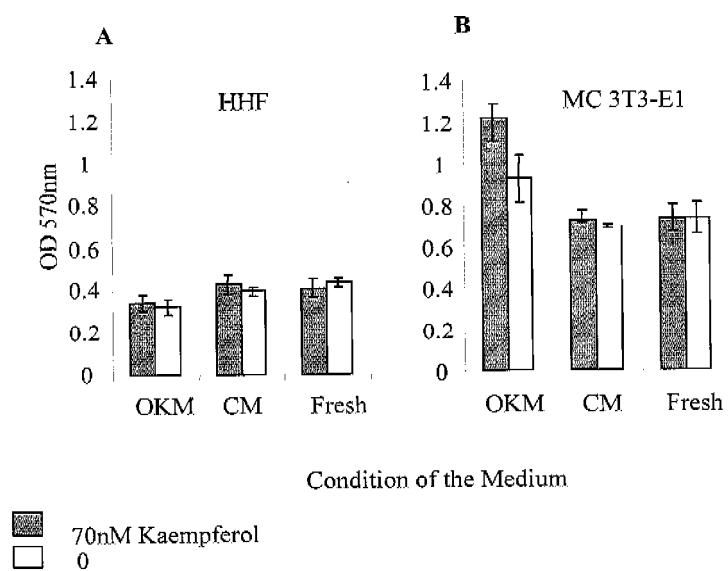 A
HHF
1.4
1.2
1
0.8
0.6
0.4
0.2
0
OD 570nm
OKM CM Fresh
B
MC 3T3-E1
1.4
1.2
1
0.8
0.6
0.4
0.2
0
OKM CM Fresh
Condition of the Medium
70nM Kaempferol
0